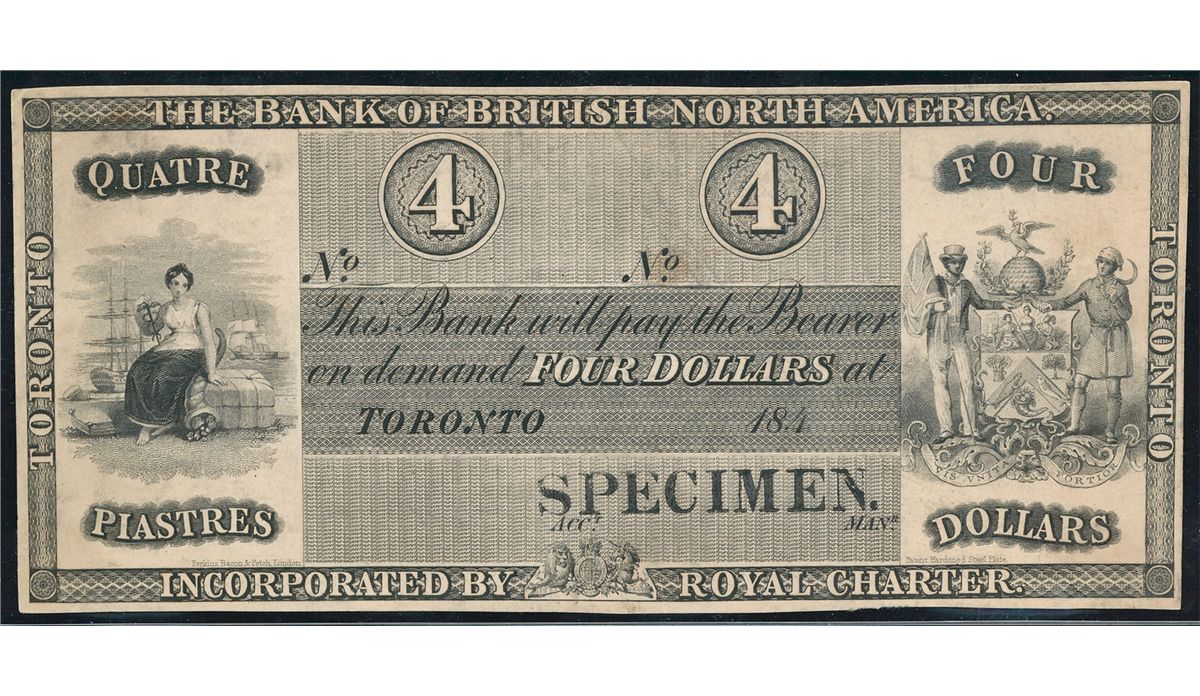 THE BANK OF BRITISH NORTH AMERICA.
QUATRE
4
4
FOUR
TORONTO
No
No
TORONTO
This Bank will pay the Bearer
on demand FOUR DOLLARS at
TORONTO 184
VIS UNITA FORTIOR
SPECIMEN.
ACCT.
MANR.
PIASTRES
DOLLARS
Perkins, Bacon & Petch, London.
Patent Hardened Steel Plate.
INCORPORATED BY ROYAL CHARTER.